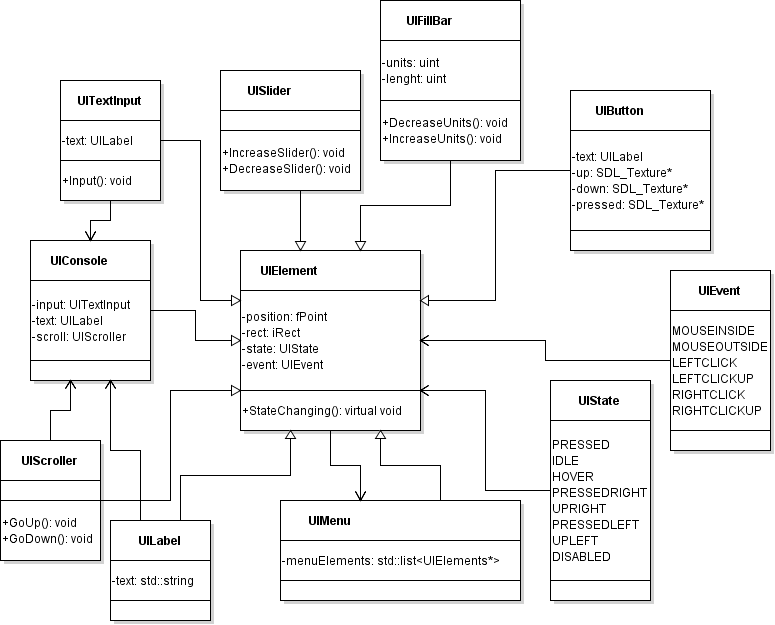 UIFillBar
-units: uint
-lenght: uint
+DecreaseUnits(): void
+IncreaseUnits(): void
UISlider
+IncreaseSlider(): void
+DecreaseSlider(): void
UITextInput
-text: UILabel
+Input(): void
UIButton
-text: UILabel
-up: SDL_Texture*
-down: SDL_Texture*
-pressed: SDL_Texture*
UIConsole
-input: UITextInput
-text: UILabel
-scroll: UIScroller
UIElement
-position: fPoint
-rect: iRect
-state: UIState
-event: UIEvent
+StateChanging(): virtual void
UIEvent
MOUSEINSIDE
MOUSEOUTSIDE
LEFTCLICK
LEFTCLICKUP
RIGHTCLICK
RIGHTCLICKUP
UIState
PRESSED
IDLE
HOVER
PRESSEDRIGHT
UPRIGHT
PRESSEDLEFT
UPLEFT
DISABLED
UIScroller
+GoUp(): void
+GoDown(): void
UILabel
-text: std::string
UIMenu
-menuElements: std::list<UIElements*>